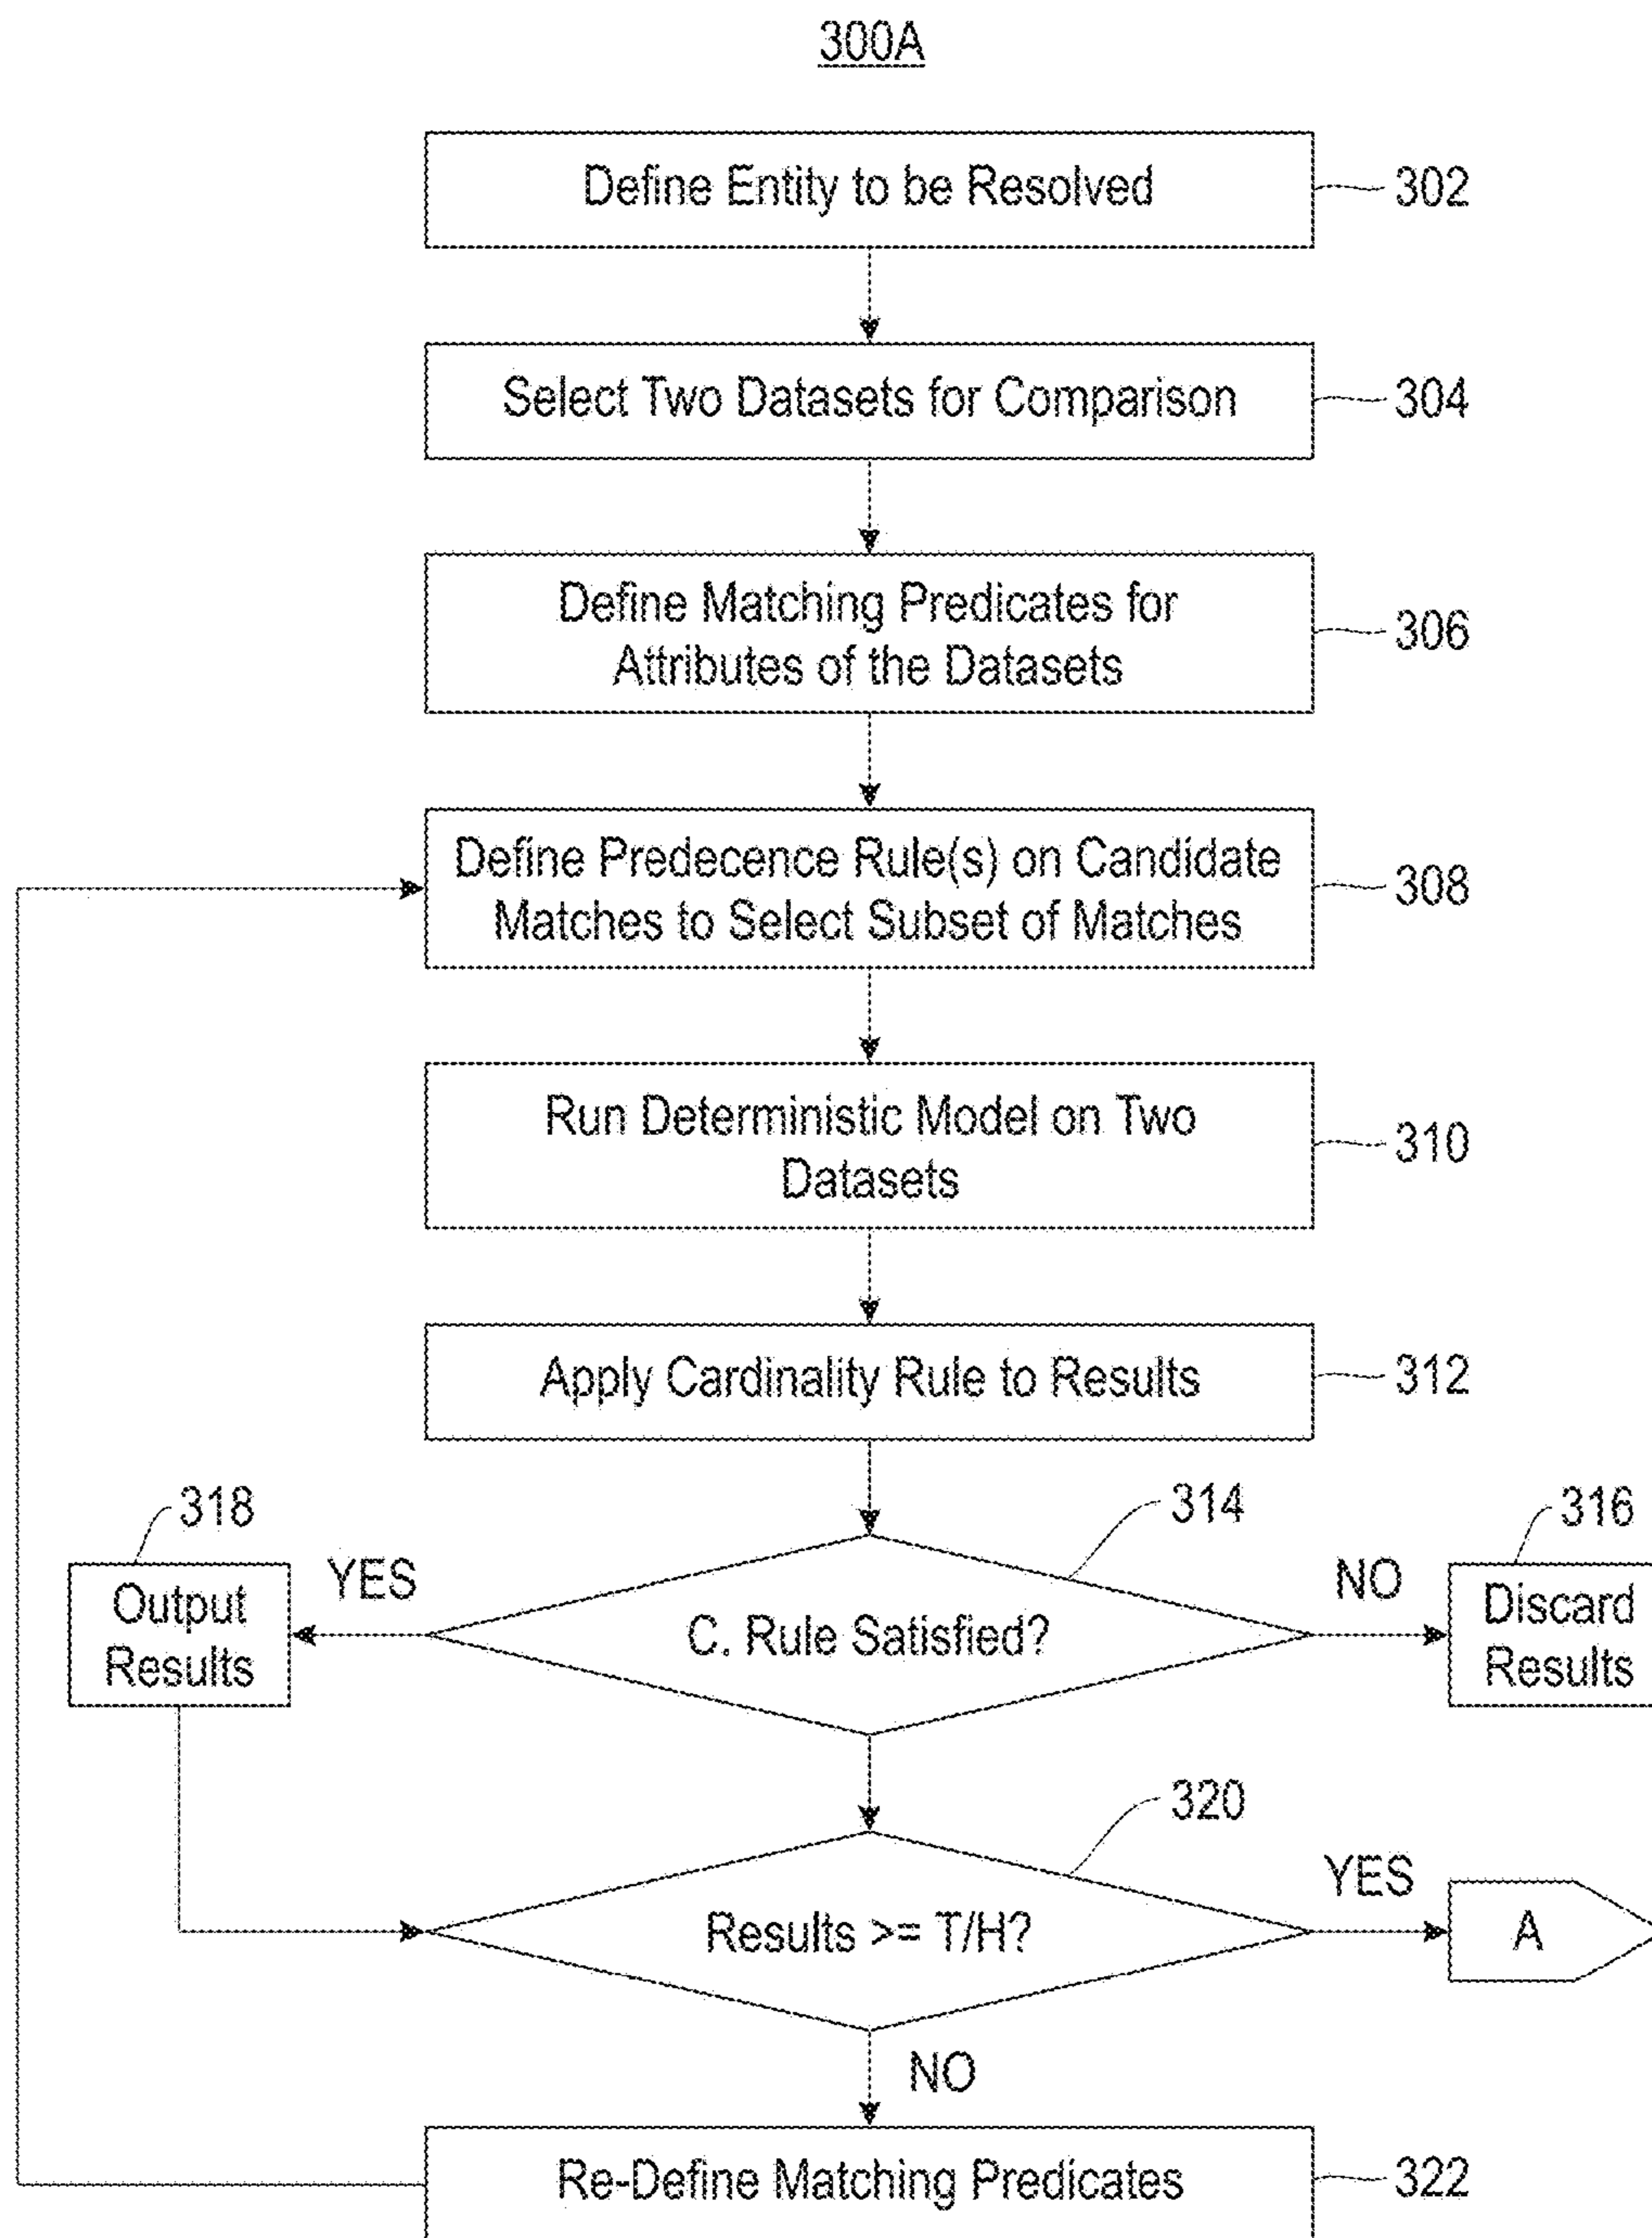 300A
Define Entity to be Resolved
302
Select Two Datasets for Comparison
304
Define Matching Predicates for
Attributes of the Datasets
306
Define Predecence Rule(s) on Candidate
Matches to Select Subset of Matches
308
Run Deterministic Model on Two
Datasets
310
Apply Cardinality Rule to Results
312
318
314
316
Output
Results
YES
C. Rule Satisfied?
NO
Discard
Results
320
Results >= T/H?
YES
A
NO
Re-Define Matching Predicates
322